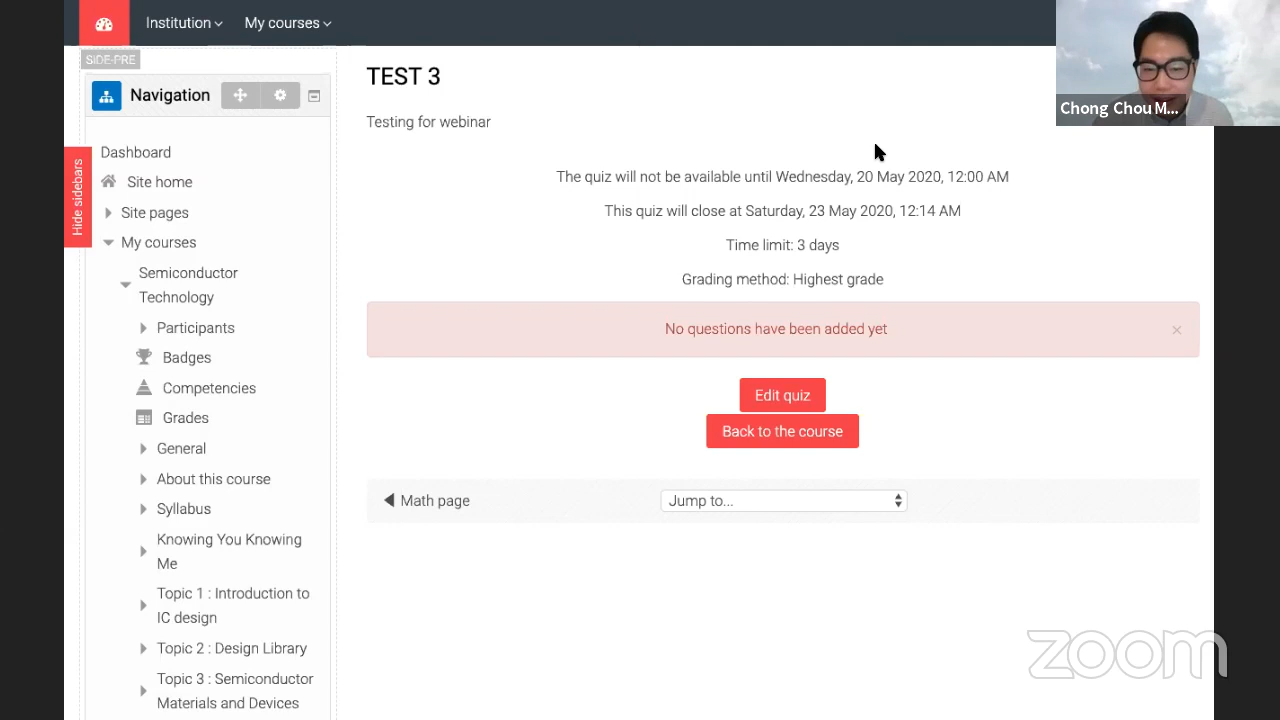 Institution
My courses
SIDE-PRE
Navigation
Hide sidebars
Dashboard
Site home
Site pages
My courses
Semiconductor
Technology
Participants
Badges
Competencies
Grades
General
About this course
Syllabus
Knowing You Knowing
Me
Topic 1 : Introduction to
IC design
Topic 2 : Design Library
Topic 3 : Semiconductor
Materials and Devices
TEST 3
Testing for webinar
The quiz will not be available until Wednesday, 20 May 2020, 12:00 AM
This quiz will close at Saturday, 23 May 2020, 12:14 AM
Time limit: 3 days
Grading method: Highest grade
No questions have been added yet
×
Edit quiz
Back to the course
Math page
Jump to...
Chong Chou M...
zoom